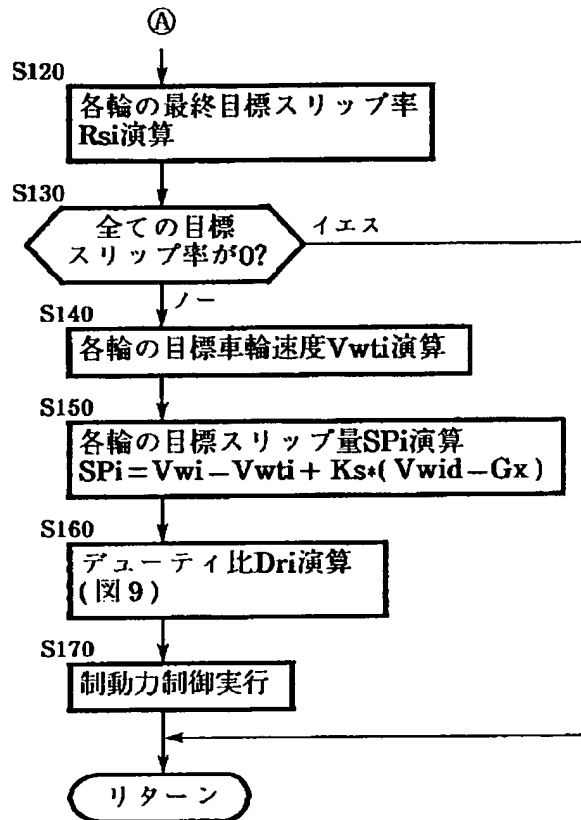 Ⓐ
S120
各輪の最終目標スリップ率
Rsi演算
S130
全ての目標
スリップ率が0?
イエス
ノー
S140
各輪の目標車輪速度Vwti演算
S150
各輪の目標スリップ量SPi演算
SPi=Vwi-Vwti+Ks*(Vwid-Gx)
S160
デューティ比Dri演算
(図9)
S170
制動力制御実行
リターン